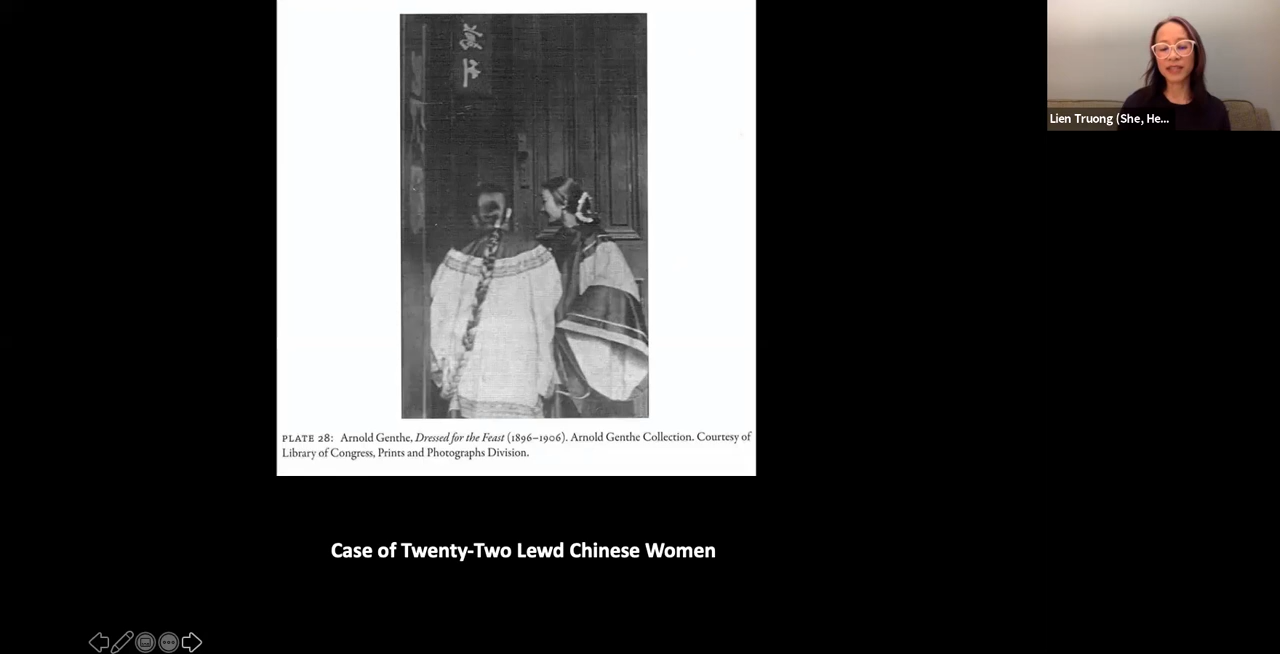 PLATE 28: Arnold Genthe, Dressed for the Feast (1896–1906). Arnold Genthe Collection. Courtesy of
Library of Congress, Prints and Photographs Division.
Case of Twenty-Two Lewd Chinese Women
Lien Truong (She, He...